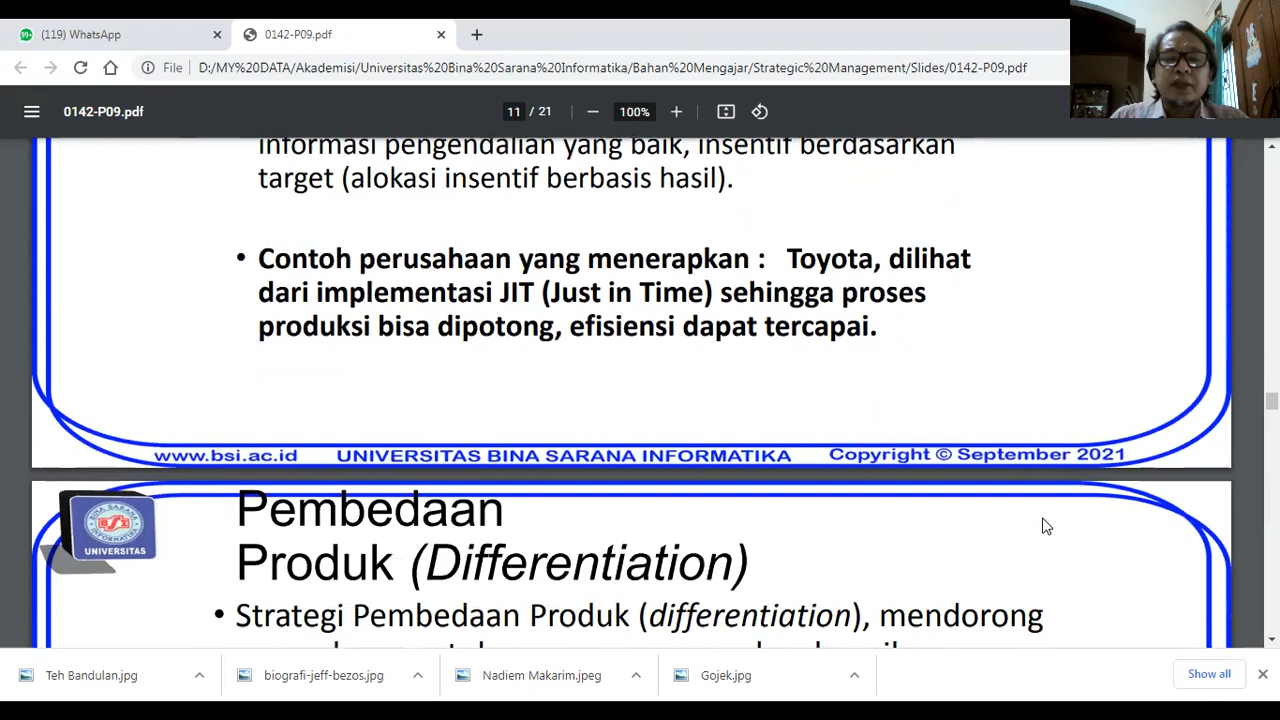 (119) WhatsApp
0142-P09.pdf
File D:/MY%20DATA/Akademisi/Universitas%20Bina%20Sarana%20Informatika/Bahan%20Mengajar/Strategic%20Management/Slides/0142-P09.pdf
0142-P09.pdf
11 / 21
100%
informasi pengendalian yang baik, insentif berdasarkan
target (alokasi insentif berbasis hasil).
• Contoh perusahaan yang menerapkan : Toyota, dilihat
dari implementasi JIT (Just in Time) sehingga proses
produksi bisa dipotong, efisiensi dapat tercapai.
www.bsi.ac.id UNIVERSITAS BINA SARANA INFORMATIKA Copyright © September 2021
BINA SARANA
INFORMATIKA
UNIVERSITAS
Pembedaan
Produk (Differentiation)
• Strategi Pembedaan Produk (differentiation), mendorong
Teh Bandulan.jpg
biografi-jeff-bezos.jpg
Nadiem Makarim.jpeg
Gojek.jpg
Show all